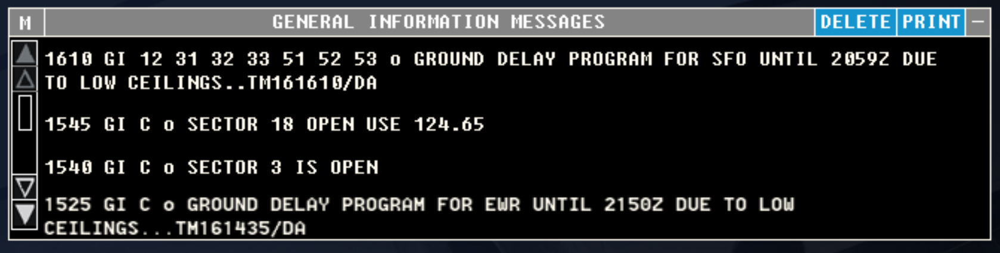 M GENERAL INFORMATION MESSAGES DELETE PRINT —
1610 GI 12 31 32 33 51 52 53 o GROUND DELAY PROGRAM FOR SFO UNTIL 2059Z DUE
TO LOW CEILINGS..TM161610/DA
1545 GI C o SECTOR 18 OPEN USE 124.65
1540 GI C o SECTOR 3 IS OPEN
1525 GI C o GROUND DELAY PROGRAM FOR EWR UNTIL 2150Z DUE TO LOW
CEILINGS...TM161435/DA